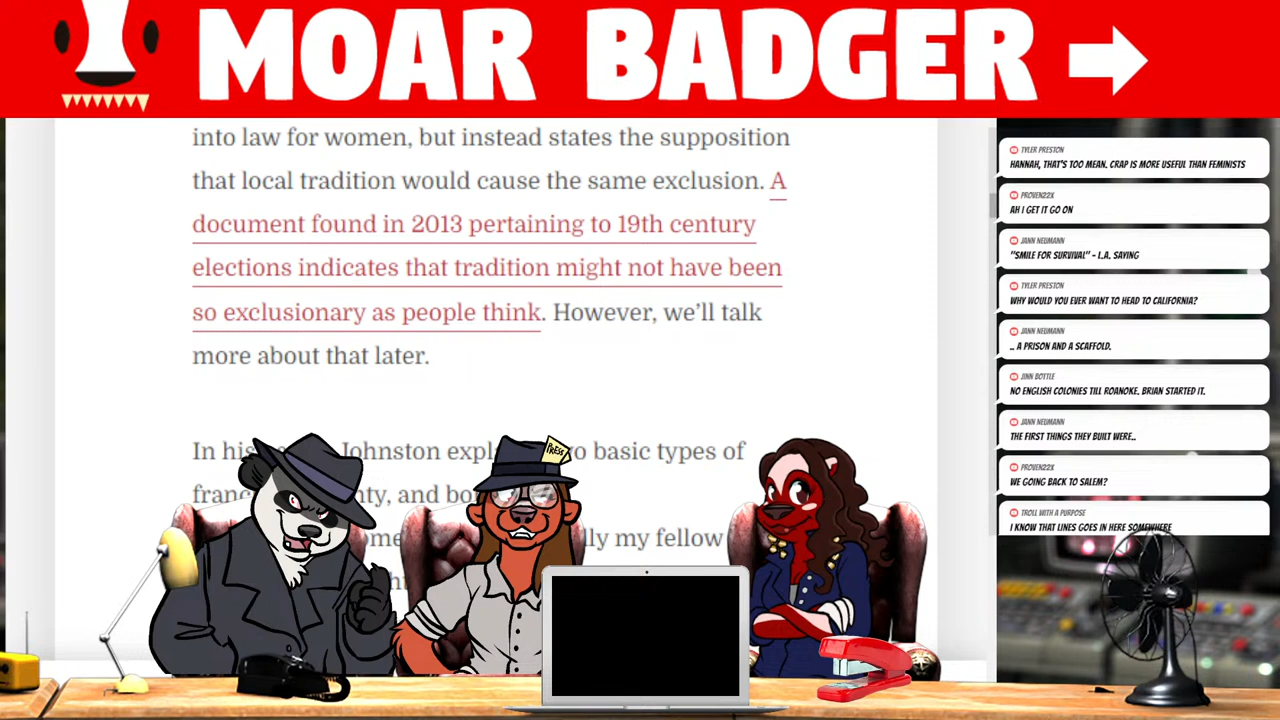 MOAR BADGER
into law for women, but instead states the supposition
that local tradition would cause the same exclusion. A
document found in 2013 pertaining to 19th century
elections indicates that tradition might not have been
so exclusionary as people think. However, we’ll talk
more about that later.
In his Johnston expl o basic types of
fran ty, and bo
ome lly my fellow
PRESS
TYLER PRESTON
HANNAH, THAT'S TOO MEAN. CRAP IS MORE USEFUL THAN FEMINISTS
PROVEN22X
AH I GET IT GO ON
JANN NEUMANN
"SMILE FOR SURVIVAL" - L.A. SAYING
TYLER PRESTON
WHY WOULD YOU EVER WANT TO HEAD TO CALIFORNIA?
JANN NEUMANN
.. A PRISON AND A SCAFFOLD.
JINN BOTTLE
NO ENGLISH COLONIES TILL ROANOKE. BRIAN STARTED IT.
JANN NEUMANN
THE FIRST THINGS THEY BUILT WERE..
PROVEN22X
WE GOING BACK TO SALEM?
TROLL WITH A PURPOSE
I KNOW THAT LINES GOES IN HERE SOMEWHERE